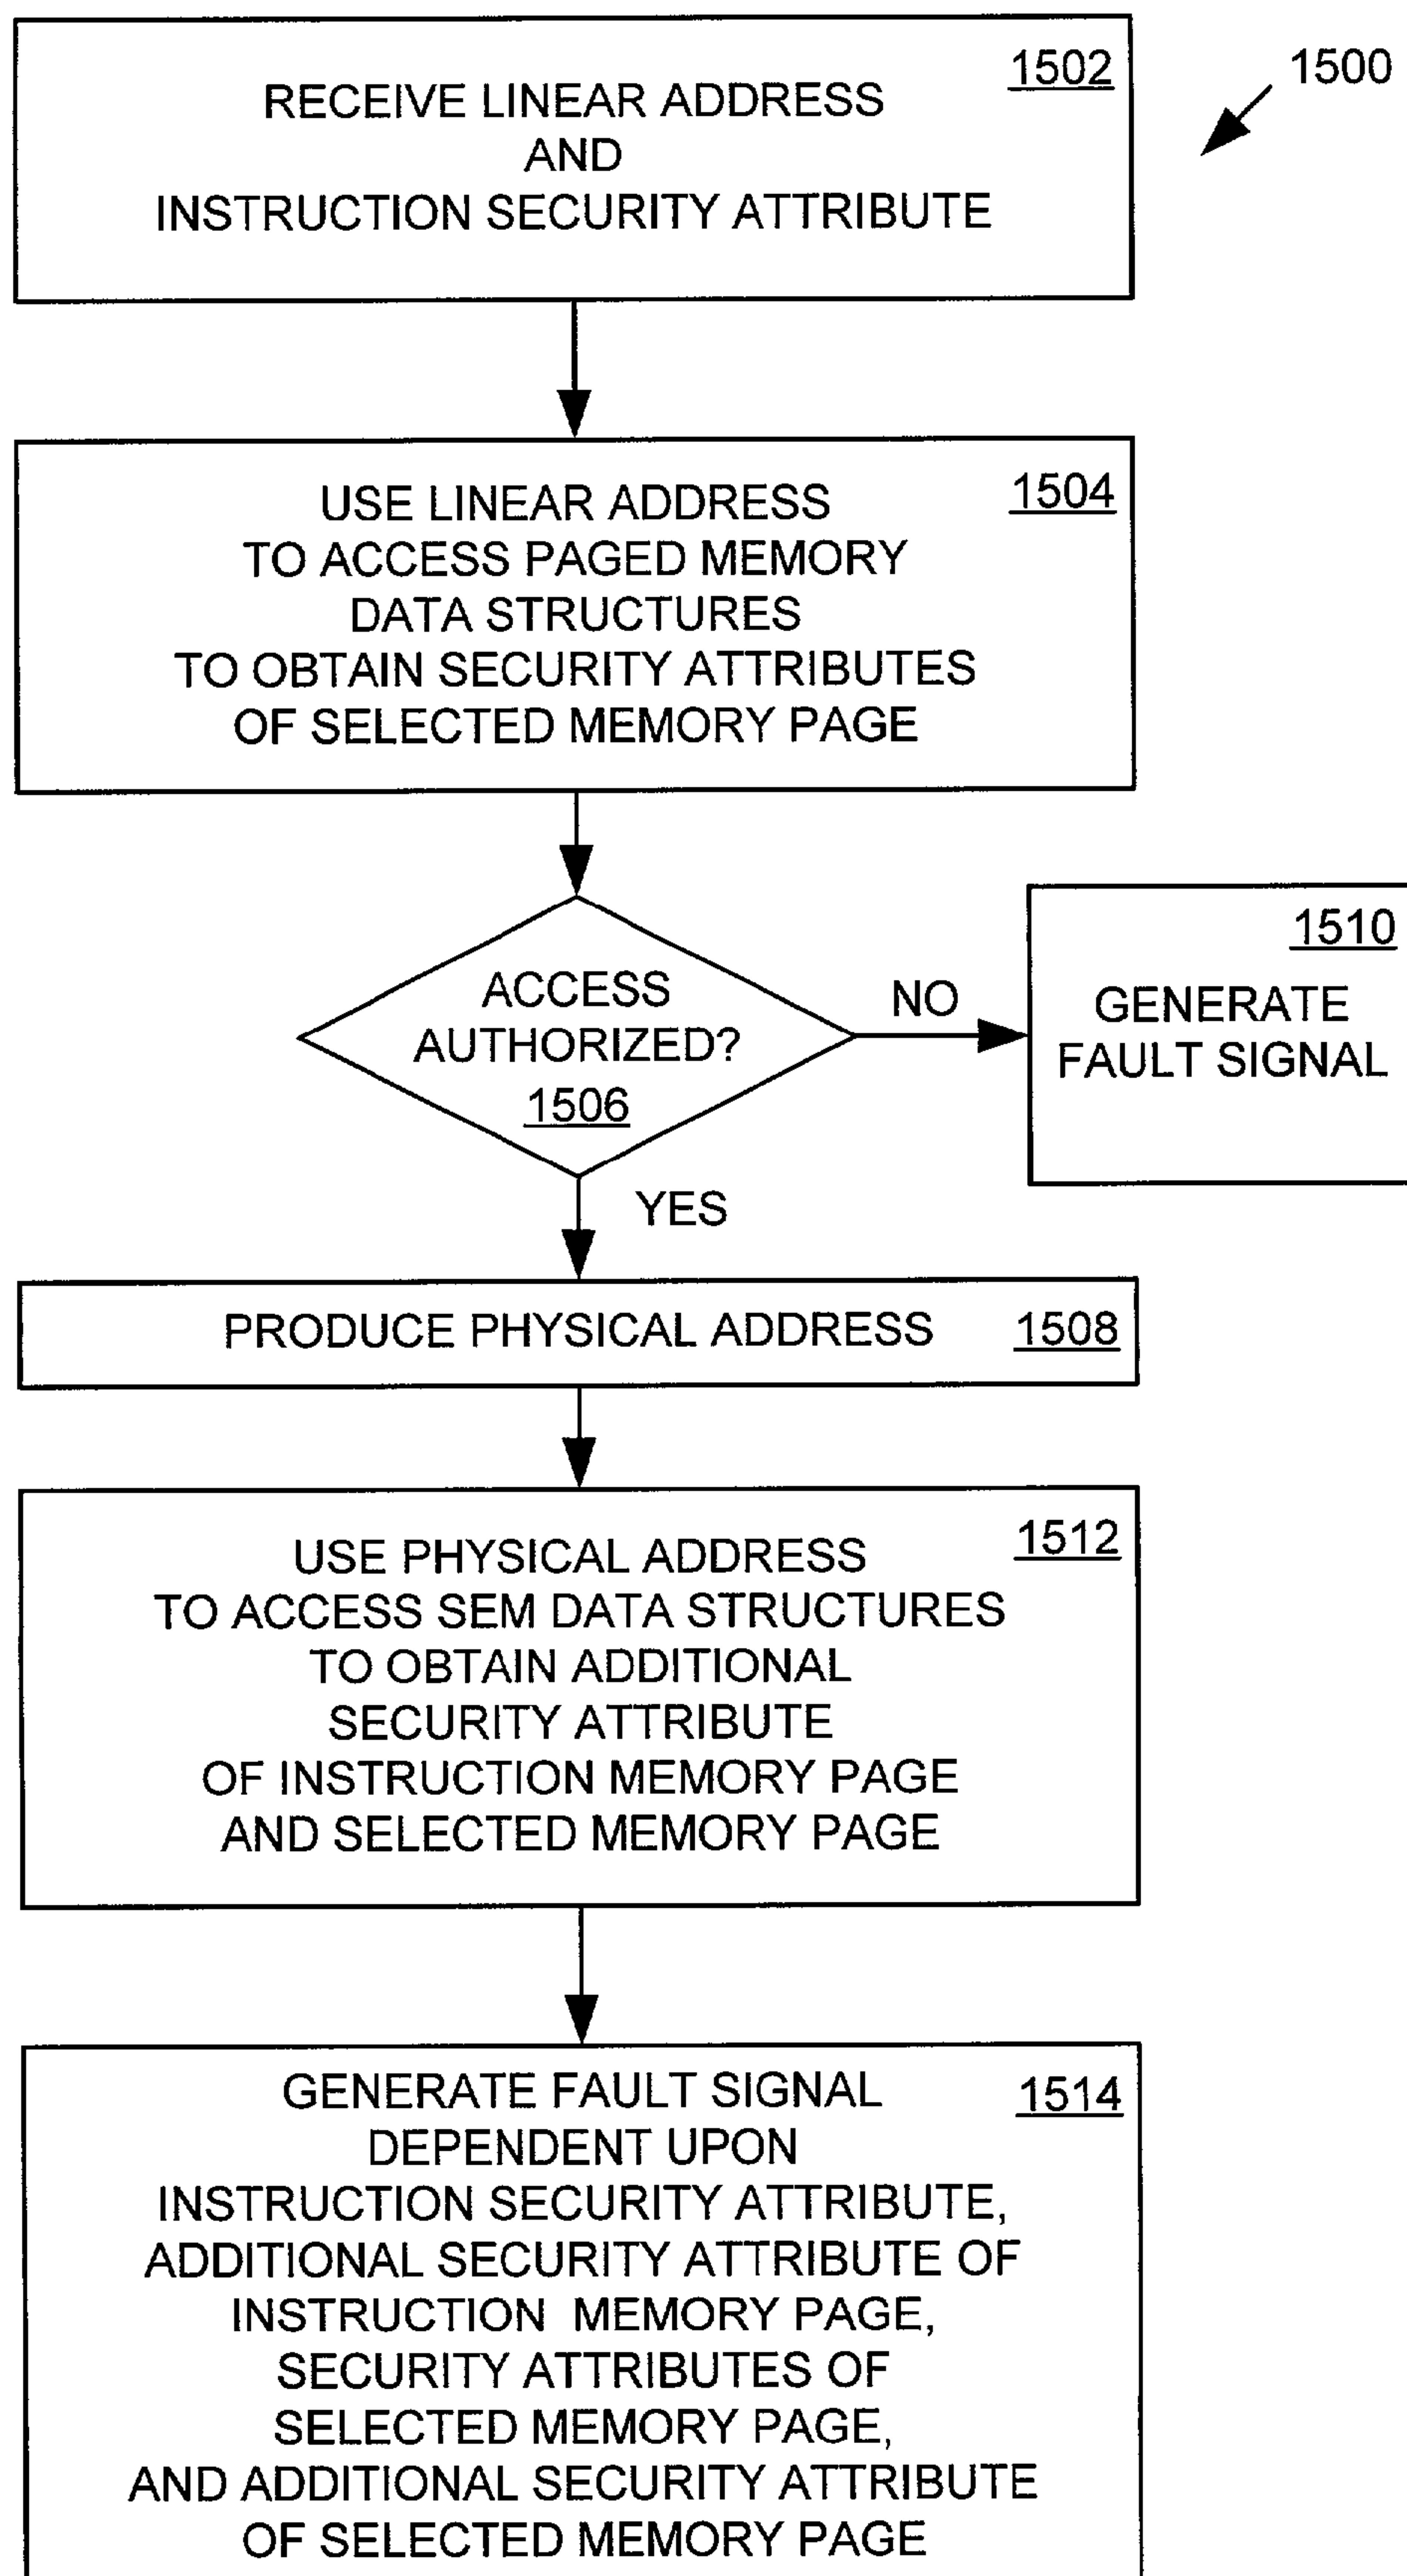 1502
1500
RECEIVE LINEAR ADDRESS
AND
INSTRUCTION SECURITY ATTRIBUTE
1504
USE LINEAR ADDRESS
TO ACCESS PAGED MEMORY
DATA STRUCTURES
TO OBTAIN SECURITY ATTRIBUTES
OF SELECTED MEMORY PAGE
ACCESS
AUTHORIZED?
1506
NO
1510
GENERATE
FAULT SIGNAL
YES
PRODUCE PHYSICAL ADDRESS 1508
1512
USE PHYSICAL ADDRESS
TO ACCESS SEM DATA STRUCTURES
TO OBTAIN ADDITIONAL
SECURITY ATTRIBUTE
OF INSTRUCTION MEMORY PAGE
AND SELECTED MEMORY PAGE
1514
GENERATE FAULT SIGNAL
DEPENDENT UPON
INSTRUCTION SECURITY ATTRIBUTE,
ADDITIONAL SECURITY ATTRIBUTE OF
INSTRUCTION MEMORY PAGE,
SECURITY ATTRIBUTES OF
SELECTED MEMORY PAGE,
AND ADDITIONAL SECURITY ATTRIBUTE
OF SELECTED MEMORY PAGE